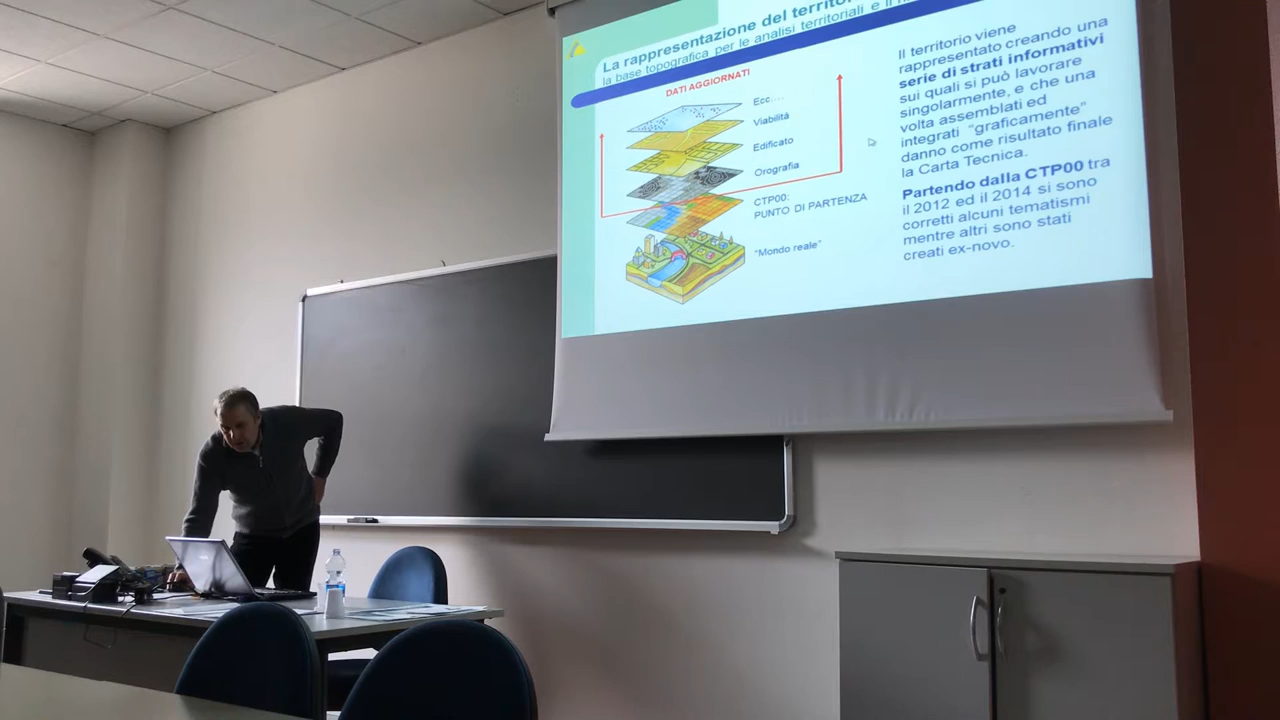 La rappresentazione del territo
la base topografica per le analisi territoriali e il
DATI AGGIORNATI
Ecc....
Viabilità
Edificato
Orografia
CTP00:
PUNTO DI PARTENZA
"Mondo reale"
Il territorio viene
rappresentato creando una
serie di strati informativi
sui quali si può lavorare
singolarmente, e che una
volta assemblati ed
integrati "graficamente"
danno come risultato finale
la Carta Tecnica.
Partendo dalla CTP00 tra
il 2012 ed il 2014 si sono
corretti alcuni tematismi
mentre altri sono stati
creati ex-novo.